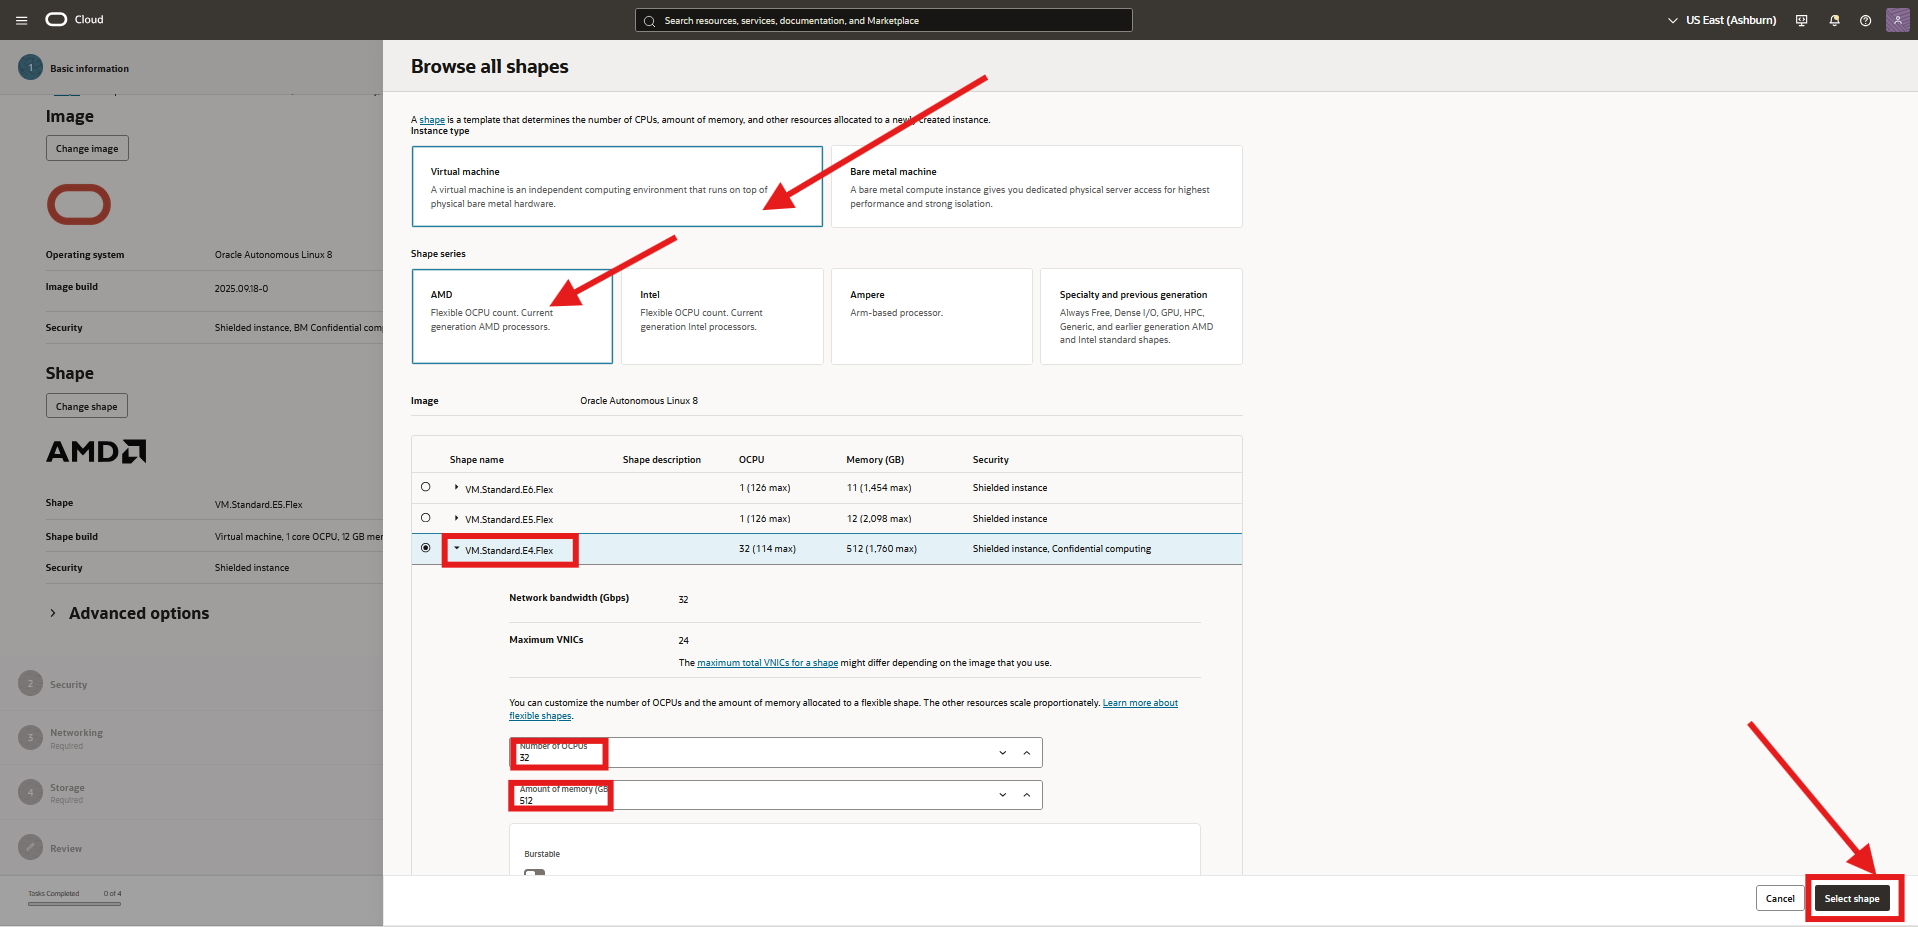 Cloud
Search resources, services, documentation, and Marketplace
US East (Ashburn)
1
Basic information
Image
Change image
Operating system
Oracle Autonomous Linux 8
Image build
2025.09.18-0
Security
Shielded instance, BM Confidential com
Shape
Change shape
AMD
Shape
VM.Standard.E5.Flex
Shape build
Virtual machine, 1 core OCPU, 12 GB me
Security
Shielded instance
Advanced options
2
Security
3
Networking
Required
4
Storage
Required
Review
Tasks Completed
0 of 4
Browse all shapes
A shape is a template that determines the number of CPUs, amount of memory, and other resources allocated to a newly created instance.
Instance type
Virtual machine
A virtual machine is an independent computing environment that runs on top of
physical bare metal hardware.
Bare metal machine
A bare metal compute instance gives you dedicated physical server access for highest
performance and strong isolation.
Shape series
AMD
Flexible OCPU count. Current
generation AMD processors.
Intel
Flexible OCPU count. Current
generation Intel processors.
Ampere
Arm-based processor.
Specialty and previous generation
Always Free, Dense I/O, GPU, HPC,
Generic, and earlier generation AMD
and Intel standard shapes.
Image
Oracle Autonomous Linux 8
Shape name
Shape description
OCPU
Memory (GB)
Security
VM.Standard.E6.Flex
1 (126 max)
11 (1,454 max)
Shielded instance
VM.Standard.E5.Flex
1 (126 max)
12 (2,098 max)
Shielded instance
VM.Standard.E4.Flex
32 (114 max)
512 (1,760 max)
Shielded instance, Confidential computing
Network bandwidth (Gbps)
32
Maximum VNICs
24
The maximum total VNICs for a shape might differ depending on the image that you use.
You can customize the number of OCPUs and the amount of memory allocated to a flexible shape. The other resources scale proportionately. Learn more about
flexible shapes.
Number of OCPUs
32
Amount of memory (GB
512
Burstable
Cancel
Select shape